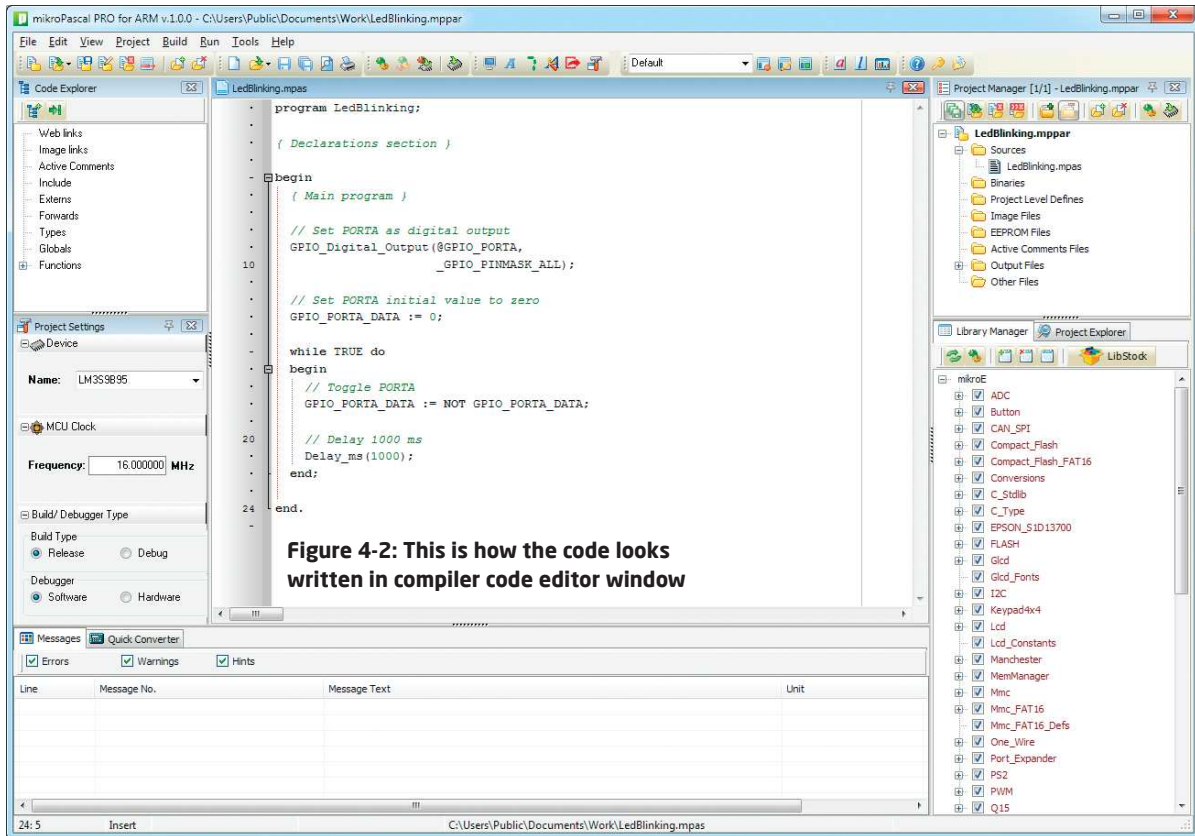 mikroPascal PRO for ARM v.1.0.0 - C:\Users\Public\Documents\Work\LedBlinking.mppar
File Edit View Project Build Run Tools Help
Default
Code Explorer
Web links
Image links
Active Comments
Include
Externs
Forwards
Types
Globals
Functions
Project Settings
Device
Name: LM3S9B95
MCU Clock
Frequency: 16.000000 MHz
Build/ Debugger Type
Build Type
Release Debug
Debugger
Software Hardware
LedBlinking.mpas
program LedBlinking;
{ Declarations section }
begin
{ Main program }
// Set PORTA as digital output
GPIO_Digital_Output(@GPIO_PORTA,
10 _GPIO_PINMASK_ALL);
// Set PORTA initial value to zero
GPIO_PORTA_DATA := 0;
while TRUE do
begin
// Toggle PORTA
GPIO_PORTA_DATA := NOT GPIO_PORTA_DATA;
20 // Delay 1000 ms
Delay_ms(1000);
end;
24 end.
Figure 4-2: This is how the code looks
written in compiler code editor window
Project Manager [1/1] - LedBlinking.mppar
LedBlinking.mppar
Sources
LedBlinking.mpas
Binaries
Project Level Defines
Image Files
EEPROM Files
Active Comments Files
Output Files
Other Files
Library Manager Project Explorer
LibStock
mikroE
ADC
Button
CAN_SPI
Compact_Flash
Compact_Flash_FAT16
Conversions
C_Stdlib
C_Type
EPSON_S1D13700
FLASH
Glcd
Glcd_Fonts
I2C
Keypad4x4
Lcd
Lcd_Constants
Manchester
MemManager
Mmc
Mmc_FAT16
Mmc_FAT16_Defs
One_Wire
Port_Expander
PS2
PWM
Q15
Messages Quick Converter
Errors Warnings Hints
Line Message No. Message Text Unit
24: 5 Insert C:\Users\Public\Documents\Work\LedBlinking.mpas